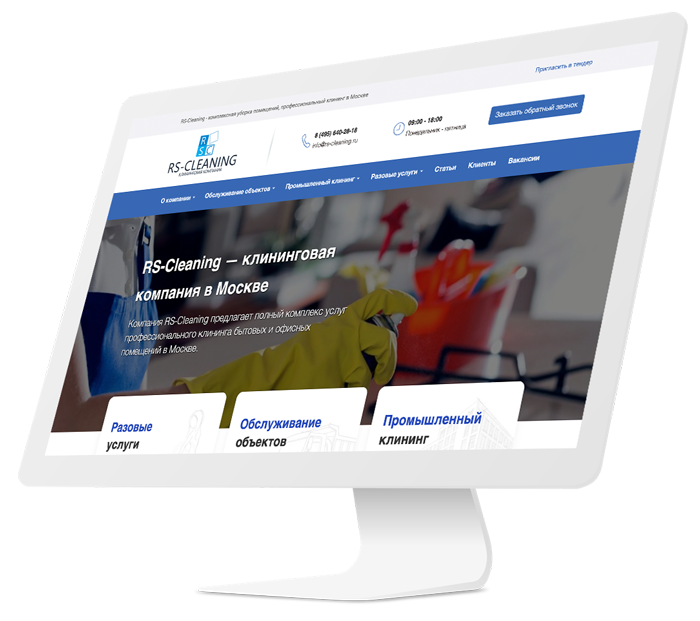 RS-Cleaning - комплексная уборка помещений, профессиональный клининг в Москве
Пригласить в тендер
RS
C
RS-CLEANING
КЛИНИНГОВАЯ КОМПАНИЯ
8 (495) 640-28-18
info@rs-cleaning.ru
09:00 - 18:00
Понедельник - пятница
Заказать обратный звонок
О компании
Обслуживание объектов
Промышленный клининг
Разовые услуги
Статьи
Клиенты
Вакансии
RS-Cleaning — клининговая
компания в Москве
Компания RS-Cleaning предлагает полный комплекс услуг
профессионального клининга бытовых и офисных
помещений в Москве.
Разовые
услуги
Обслуживание
объектов
Промышленный
клининг